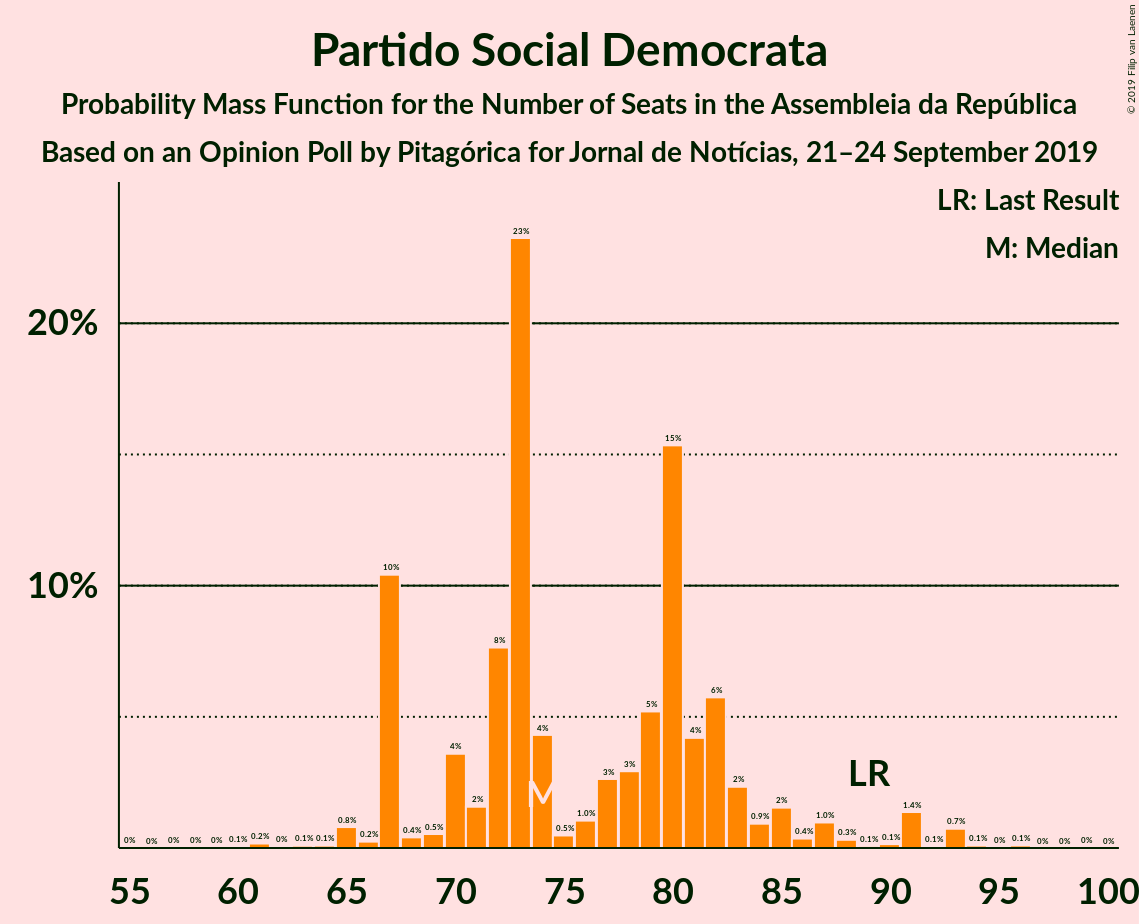 Partido Social Democrata
Probability Mass Function for the Number of Seats in the Assembleia da República
Based on an Opinion Poll by Pitagórica for Jornal de Notícias, 21–24 September 2019
© 2019 Filip van Laenen
LR: Last Result
M: Median
20%
10%
0% 0% 0% 0% 0% 0.1% 0.2% 0% 0.1% 0.1% 0.8% 0.2% 10% 0.4% 0.5% 4% 2% 8% 23% 4% 0.5% 1.0% 3% 3% 5% 15% 4% 6% 2% 0.9% 2% 0.4% 1.0% 0.3% 0.1% 0.1% 1.4% 0.1% 0.7% 0.1% 0% 0.1% 0% 0% 0% 0%
M
LR
55 60 65 70 75 80 85 90 95 100